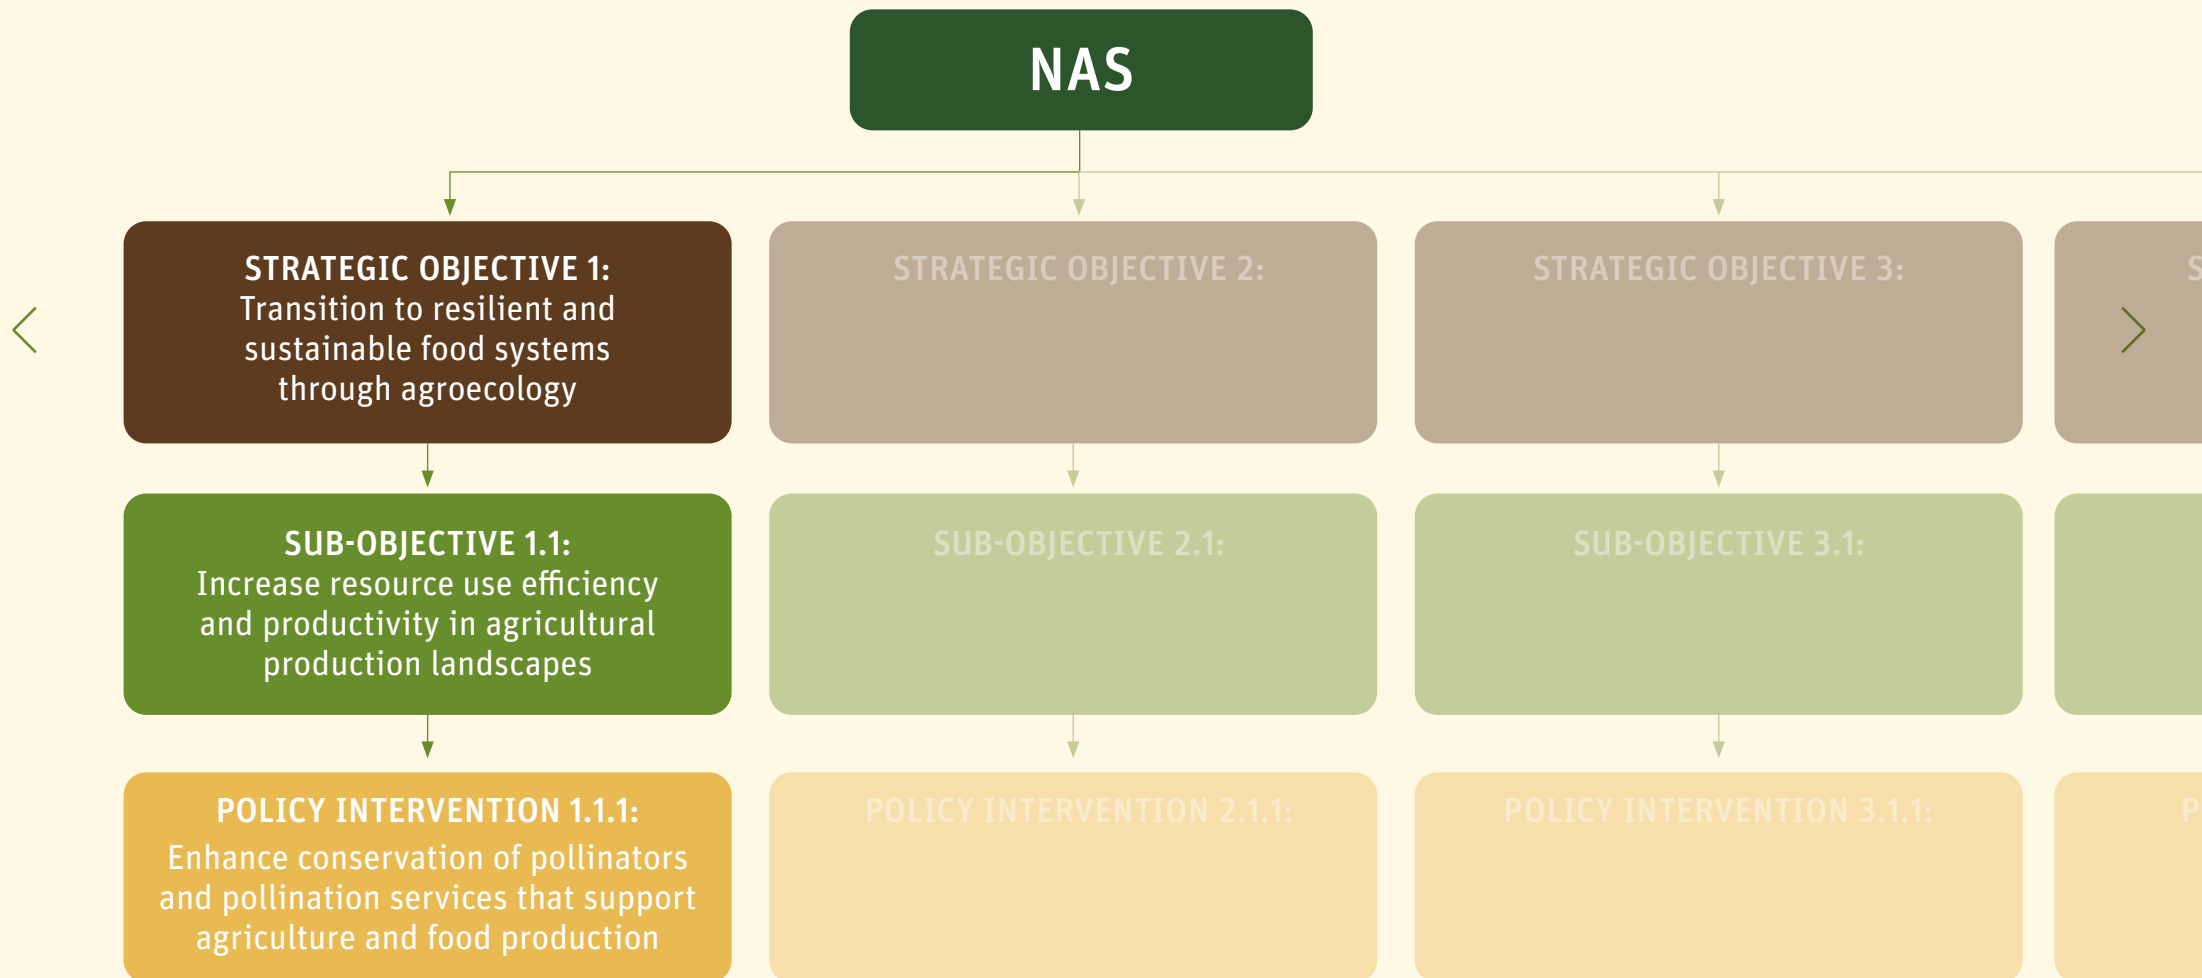 NAS
STRATEGIC OBJECTIVE 1:
Transition to resilient and
sustainable food systems
through agroecology
STRATEGIC OBJECTIVE 2:
STRATEGIC OBJECTIVE 3:
S
SUB-OBJECTIVE 1.1:
Increase resource use efficiency
and productivity in agricultural
production landscapes
SUB-OBJECTIVE 2.1:
SUB-OBJECTIVE 3.1:
POLICY INTERVENTION 1.1.1:
Enhance conservation of pollinators
and pollination services that support
agriculture and food production
POLICY INTERVENTION 2.1.1:
POLICY INTERVENTION 3.1.1:
P